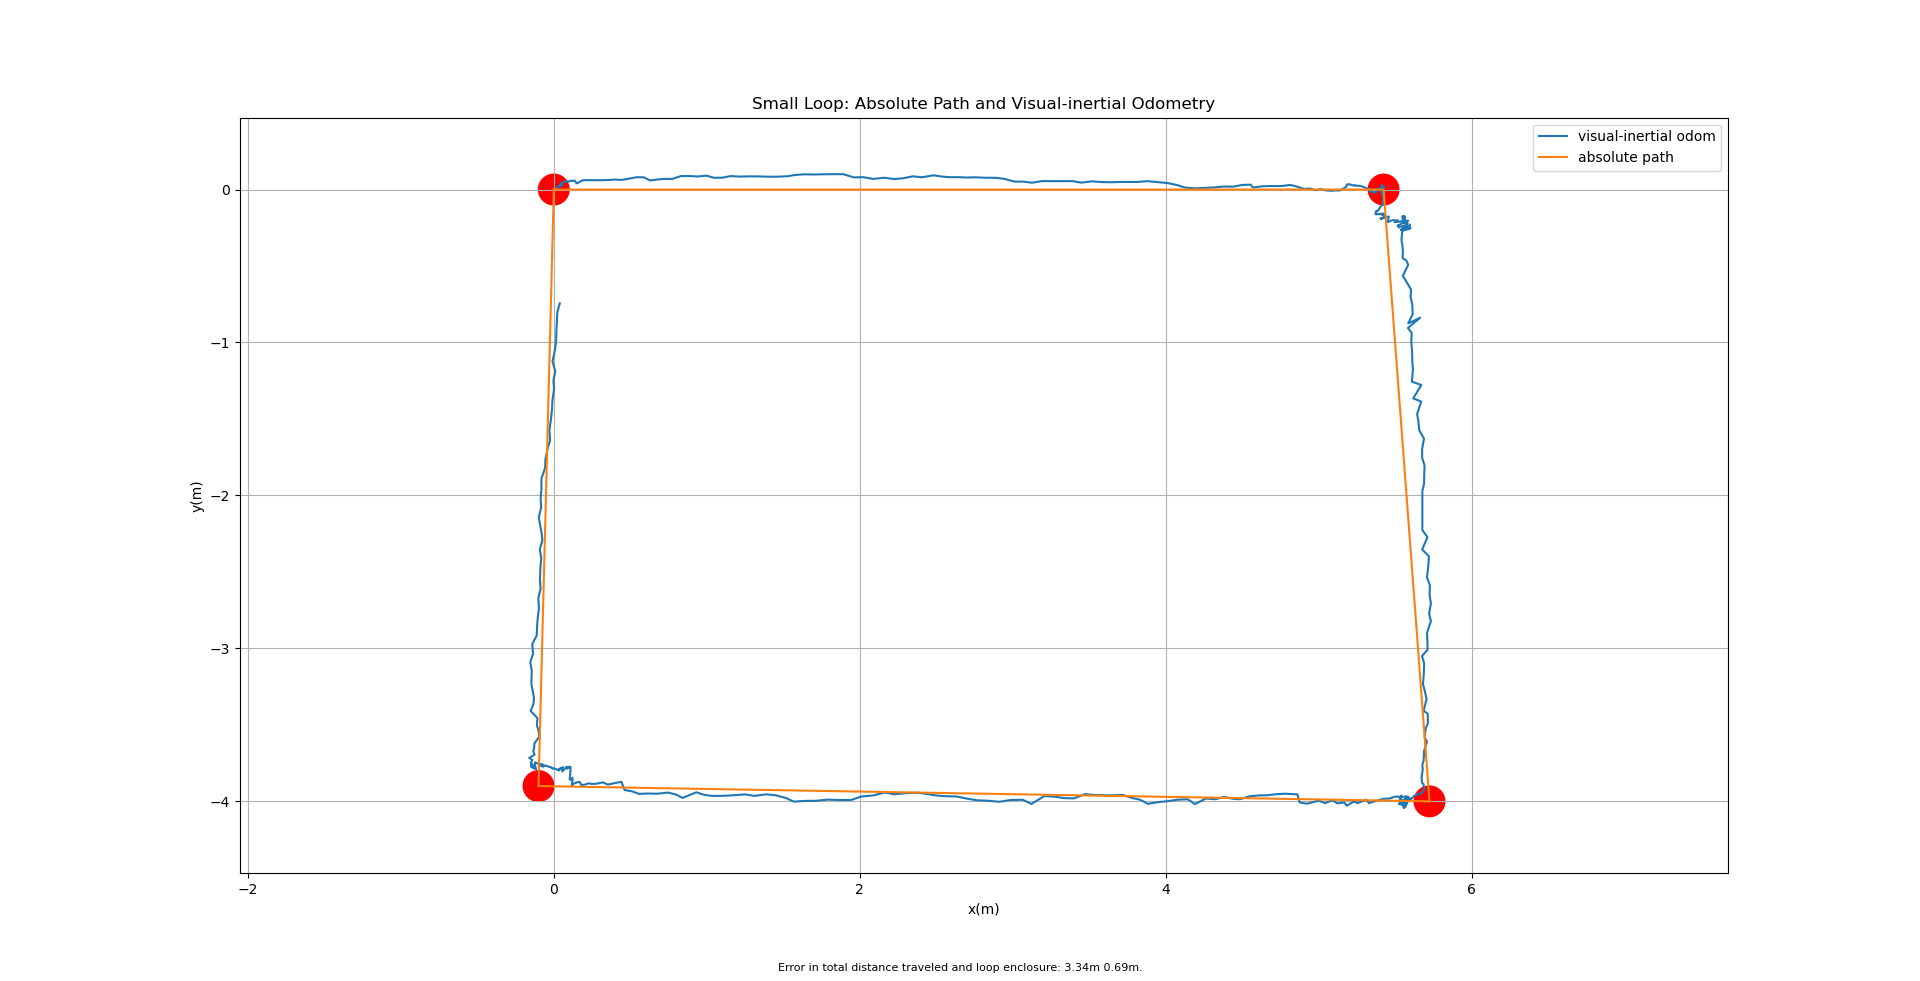 Small Loop: Absolute Path and Visual-inertial Odometry
visual-inertial odom
absolute path
0
−1
−2
−3
−4
y(m)
−2
0
2
4
6
x(m)
Error in total distance traveled and loop enclosure: 3.34m 0.69m.